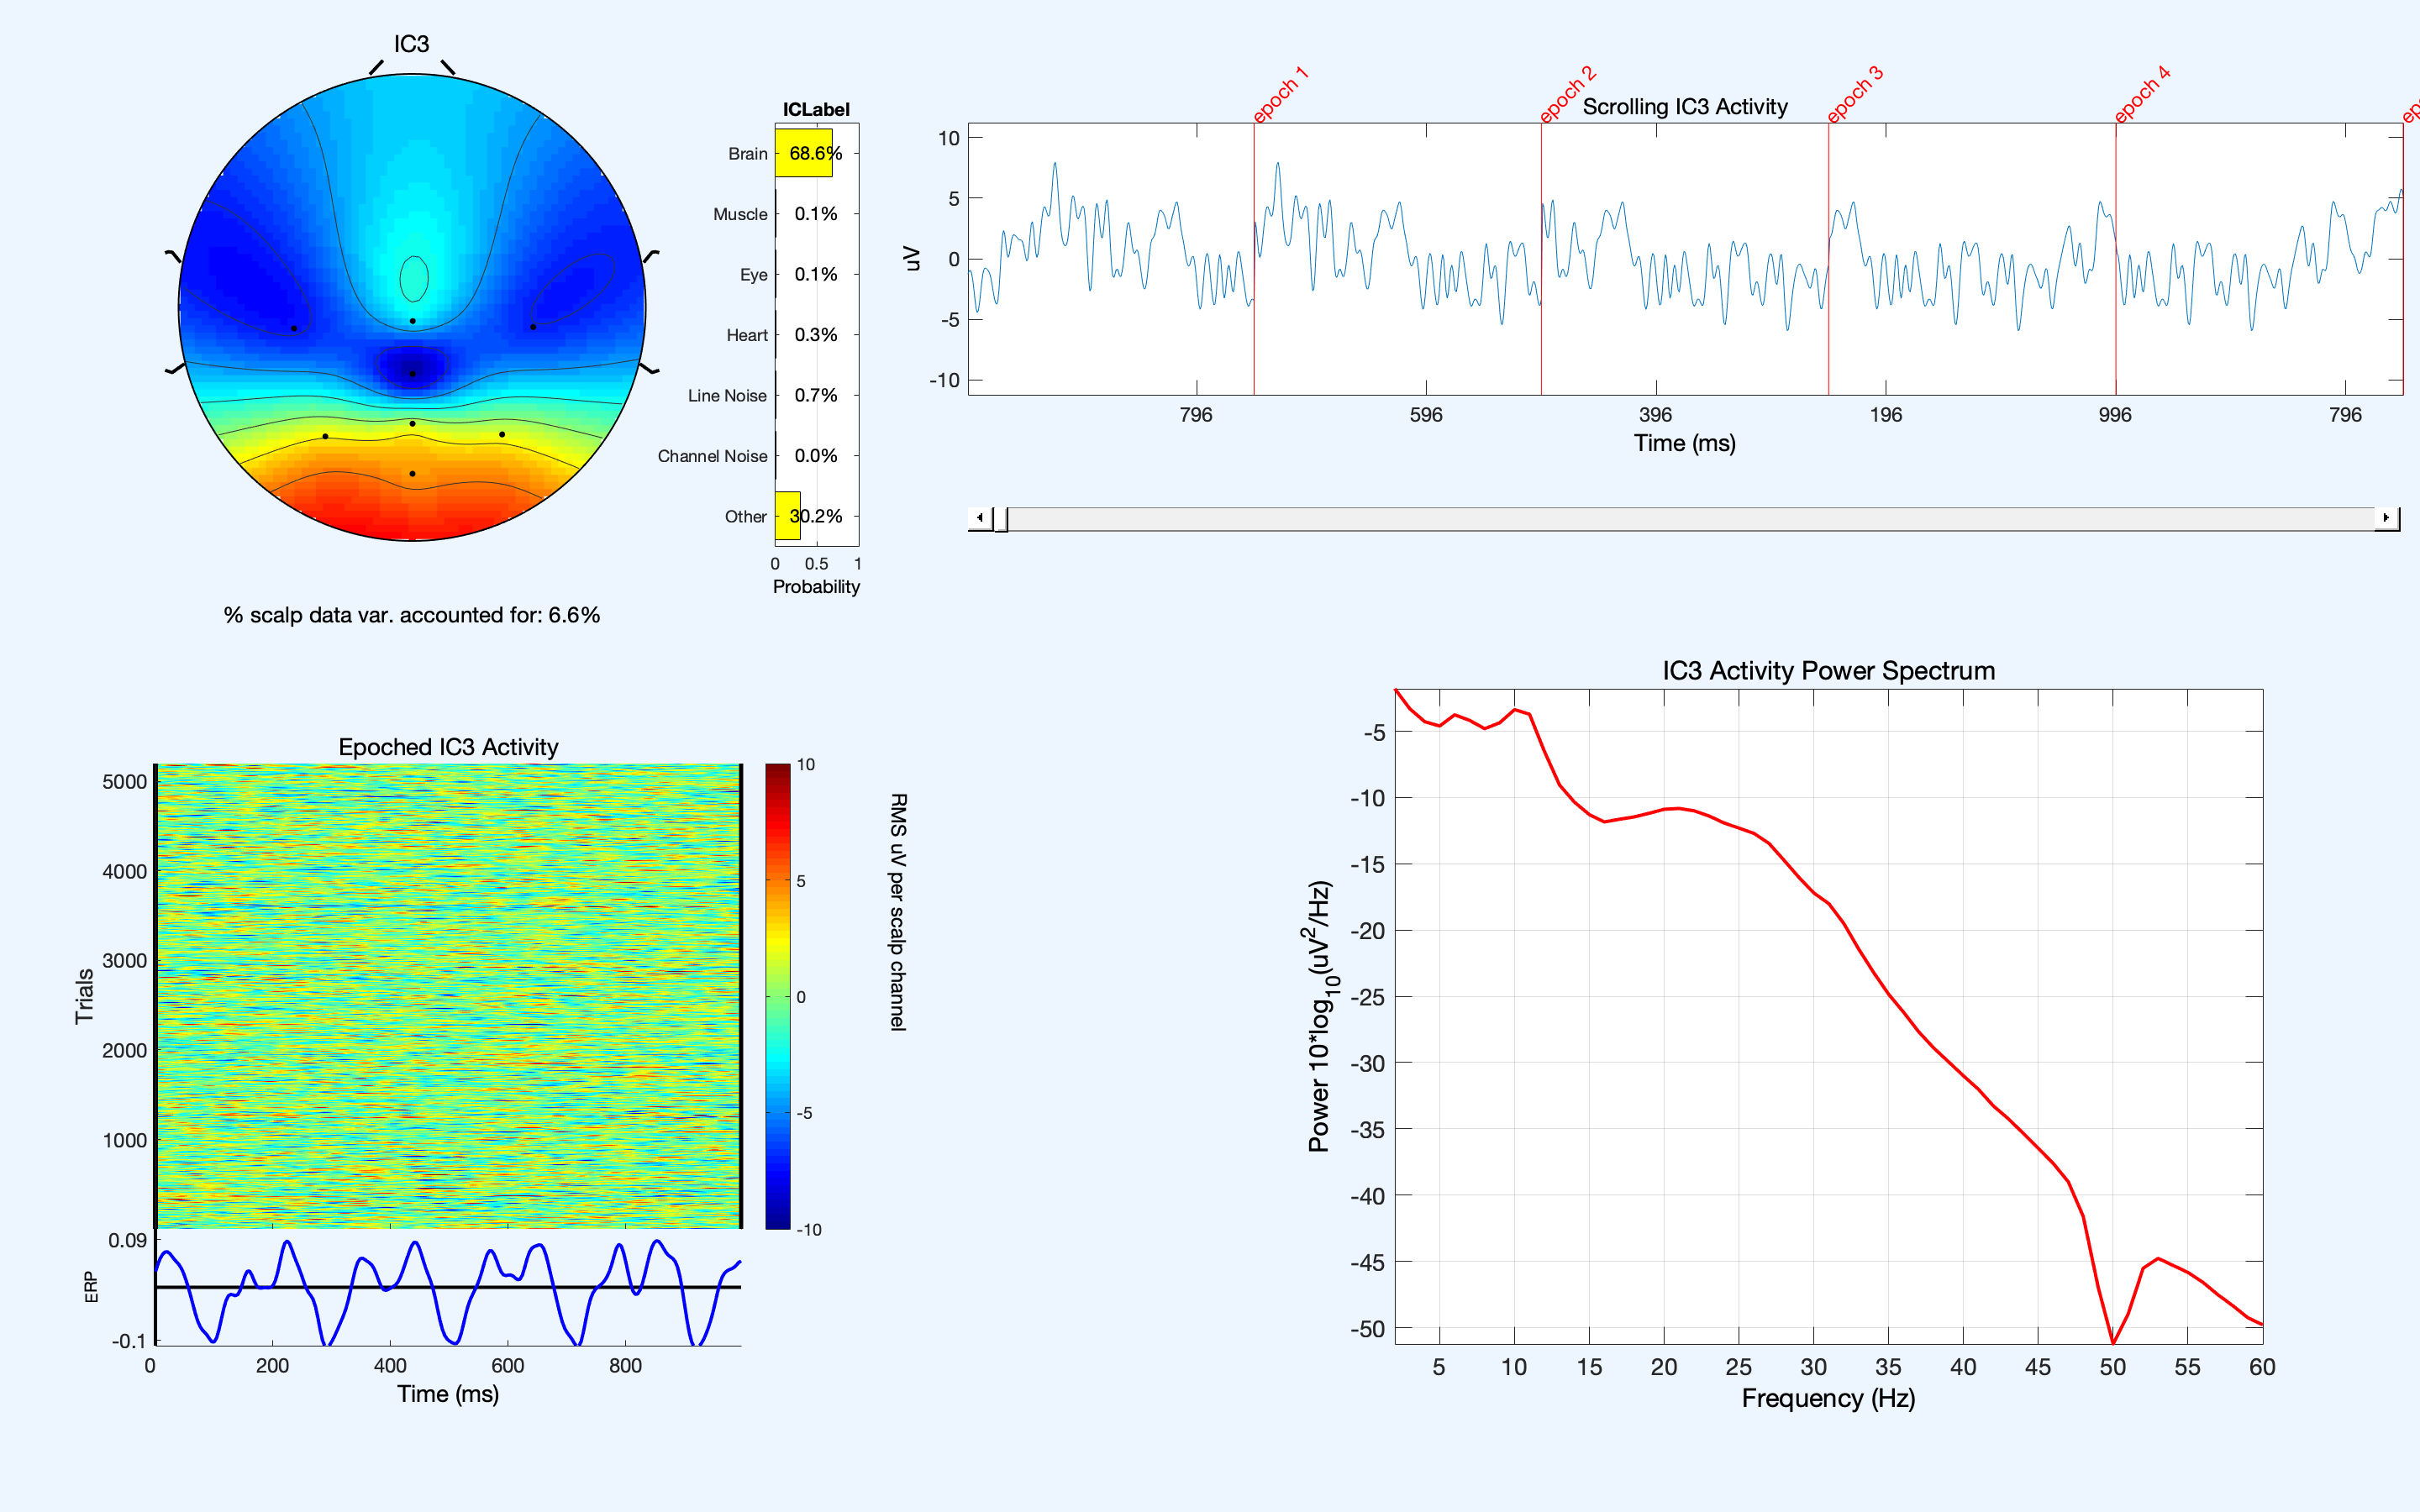 IC3
ICLabel
Brain 68.6%
Muscle 0.1%
Eye 0.1%
Heart 0.3%
Line Noise 0.7%
Channel Noise 0.0%
Other 30.2%
0 0.5 1
Probability
% scalp data var. accounted for: 6.6%
epoch 1 epoch 2 epoch 3 epoch 4 ep
Scrolling IC3 Activity
10
5
0
-5
-10
uV
796 596 396 196 996 796
Time (ms)
Epoched IC3 Activity
5000
4000
3000
2000
1000
Trials
10
5
0
-5
-10
RMS uV per scalp channel
0.09
-0.1
ERP
0 200 400 600 800
Time (ms)
IC3 Activity Power Spectrum
-5
-10
-15
-20
-25
-30
-35
-40
-45
-50
Power 10*log10(uV2/Hz)
5 10 15 20 25 30 35 40 45 50 55 60
Frequency (Hz)